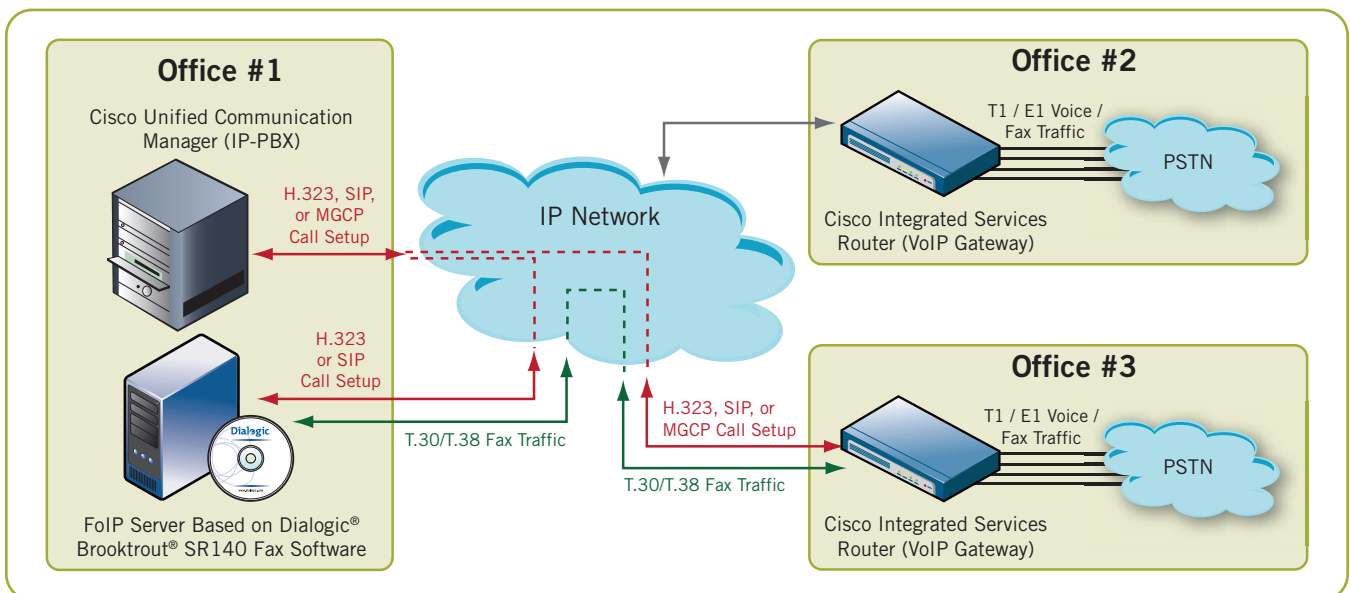 Office #1
Cisco Unified Communication
Manager (IP-PBX)
H.323, SIP,
or MGCP
Call Setup
H.323
or SIP
Call Setup
Dialogic
T.30/T.38 Fax Traffic
FoIP Server Based on Dialogic®
Brooktrout® SR140 Fax Software
IP Network
H.323, SIP, or
MGCP Call Setup
T.30/T.38 Fax Traffic
Office #2
T1 / E1 Voice /
Fax Traffic
PSTN
Cisco Integrated Services
Router (VoIP Gateway)
Office #3
T1 / E1 Voice /
Fax Traffic
PSTN
Cisco Integrated Services
Router (VoIP Gateway)